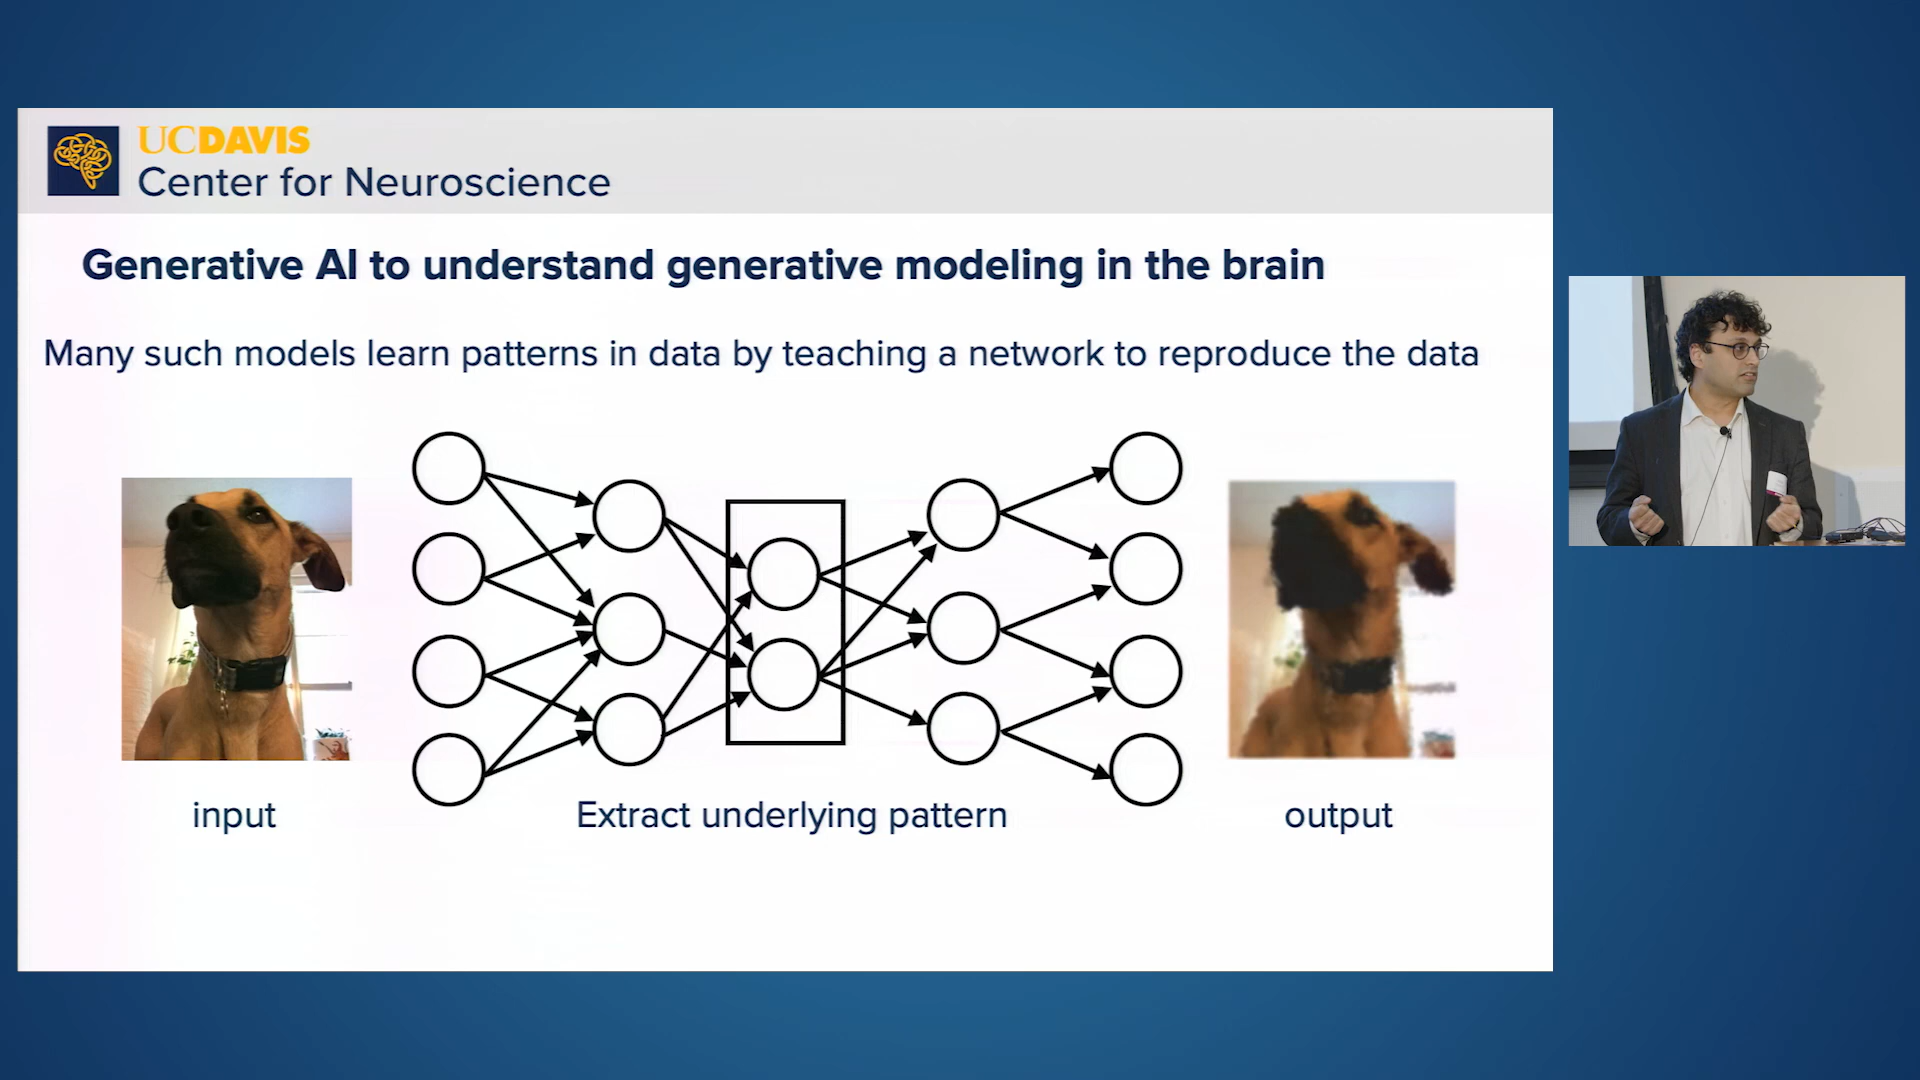 UCDAVIS
Center for Neuroscience
Generative AI to understand generative modeling in the brain
Many such models learn patterns in data by teaching a network to reproduce the data
input
Extract underlying pattern
output